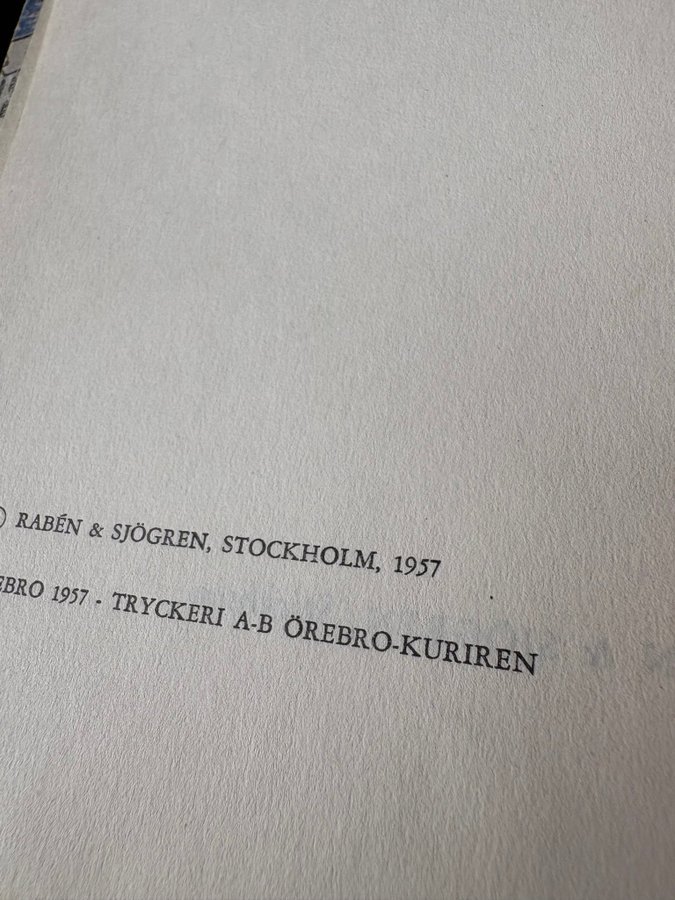 © RABÉN & SJÖGREN, STOCKHOLM, 1957
EBRO 1957 - TRYCKERI A-B ÖREBRO-KURIREN